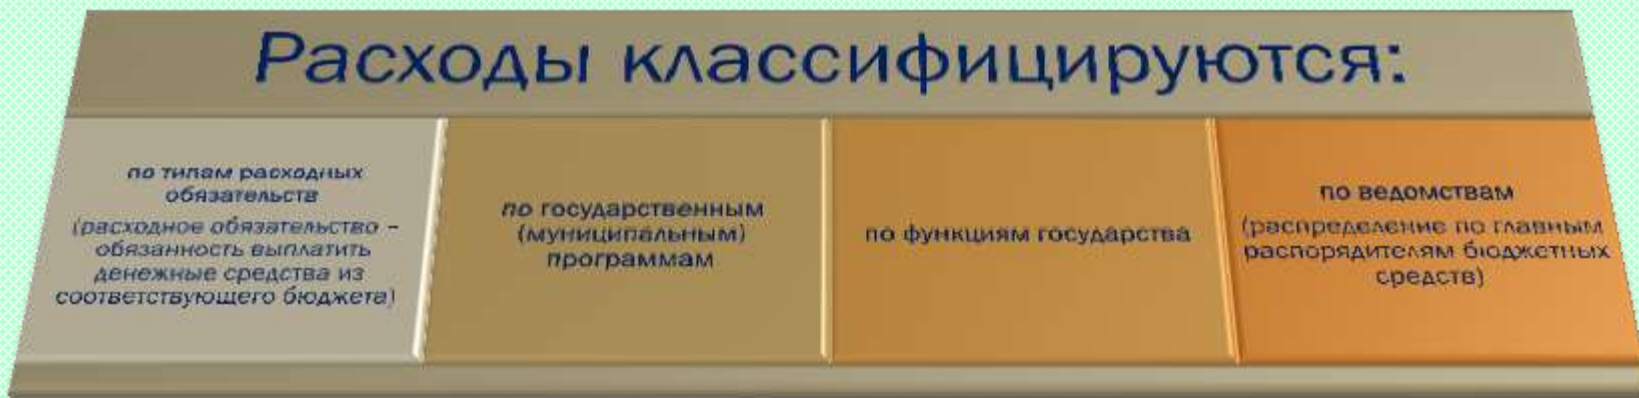 Расходы классифицируются:
по типам расходных
обязательств
(расходное обязательство –
обязанность выплатить
денежные средства из
соответствующего бюджета)
по государственным
(муниципальным)
программам
по функциям государства
по ведомствам
(распределение по главным
распорядителям бюджетных
средств)